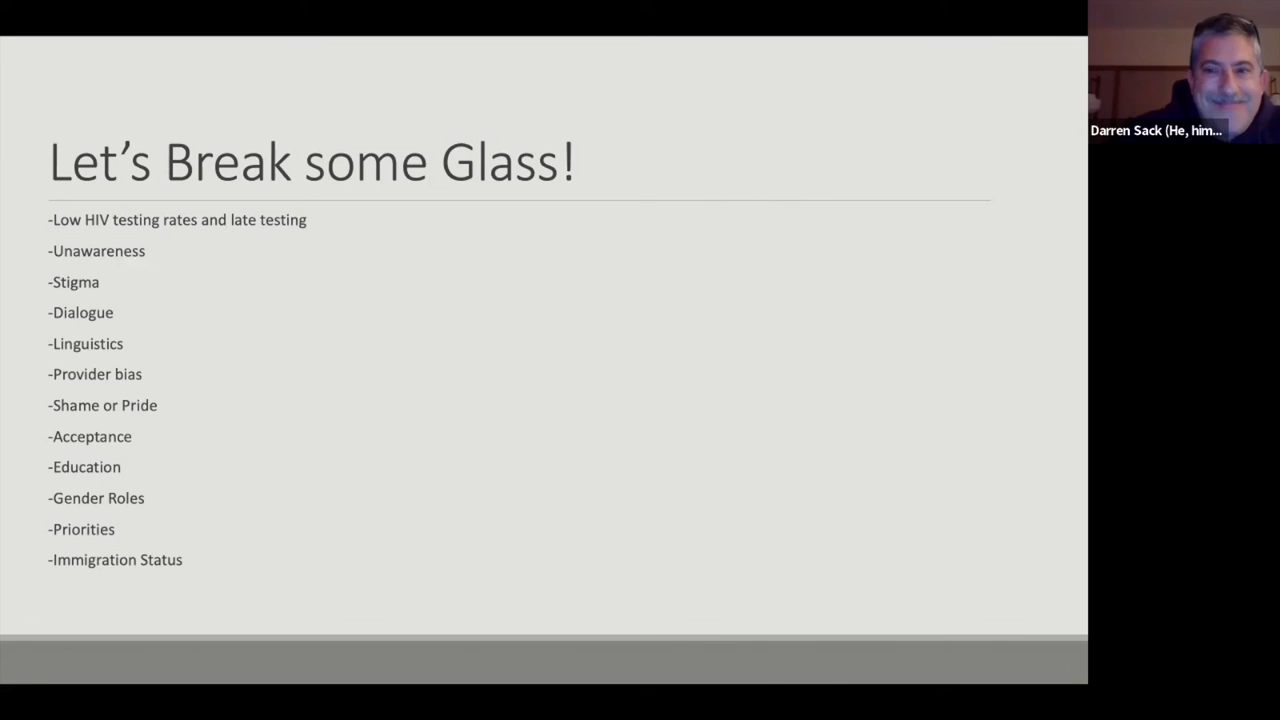 Let's Break some Glass!
-Low HIV testing rates and late testing
-Unawareness
-Stigma
-Dialogue
-Linguistics
-Provider bias
-Shame or Pride
-Acceptance
-Education
-Gender Roles
-Priorities
-Immigration Status
Darren Sack (He, him...